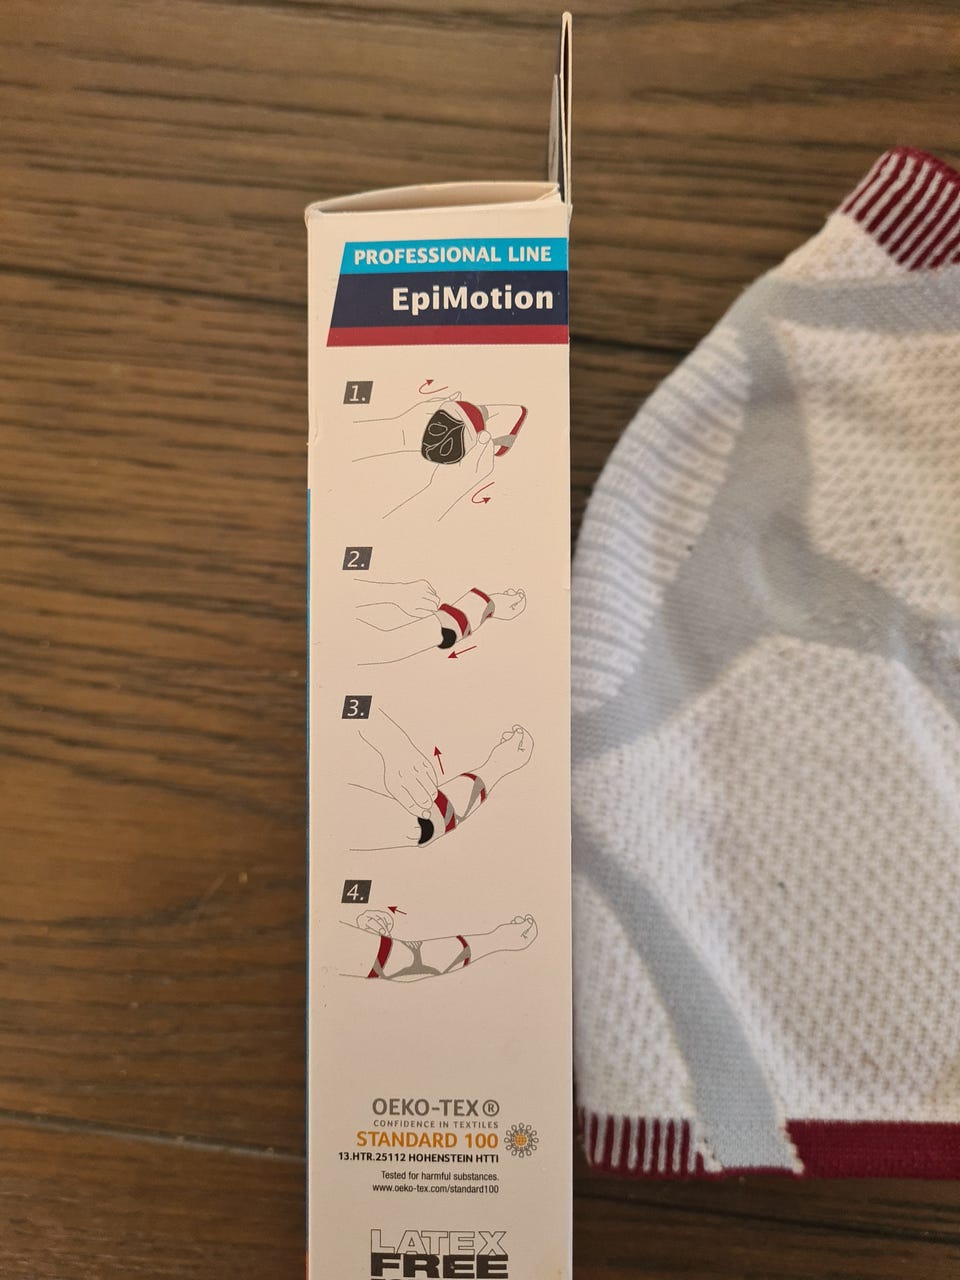 PROFESSIONAL LINE
EpiMotion
1.
2.
3.
4.
OEKO-TEX®
CONFIDENCE IN TEXTILES
STANDARD 100
13.HTR.25112 HOHENSTEIN HTTI
Tested for harmful substances.
www.oeko-tex.com/standard100
LATEX
FREE